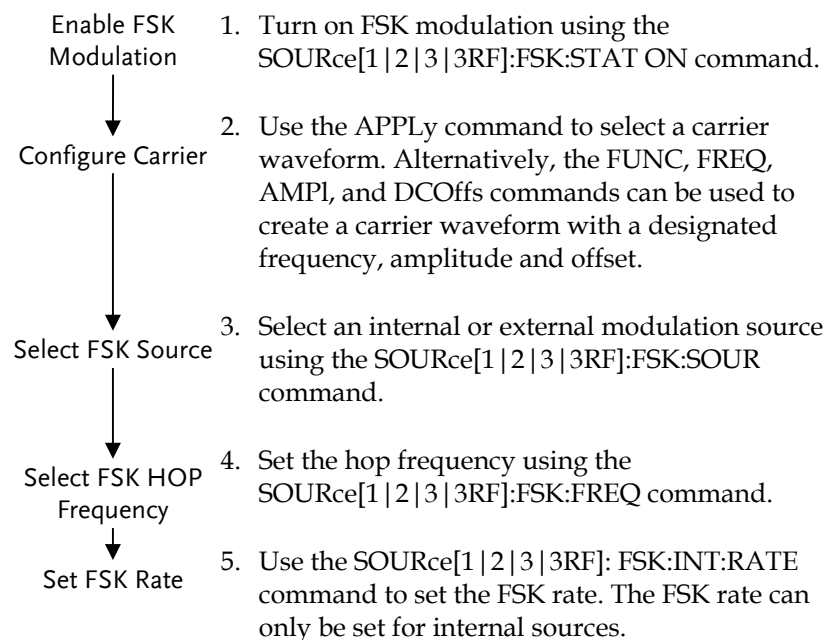 Enable FSK
Modulation
1. Turn on FSK modulation using the
SOURce[1|2|3|3RF]:FSK:STAT ON command.
Configure Carrier
2. Use the APPLy command to select a carrier
waveform. Alternatively, the FUNC, FREQ,
AMPl, and DCOffs commands can be used to
create a carrier waveform with a designated
frequency, amplitude and offset.
Select FSK Source
3. Select an internal or external modulation source
using the SOURce[1|2|3|3RF]:FSK:SOUR
command.
Select FSK HOP
Frequency
4. Set the hop frequency using the
SOURce[1|2|3|3RF]:FSK:FREQ command.
Set FSK Rate
5. Use the SOURce[1|2|3|3RF]: FSK:INT:RATE
command to set the FSK rate. The FSK rate can
only be set for internal sources.